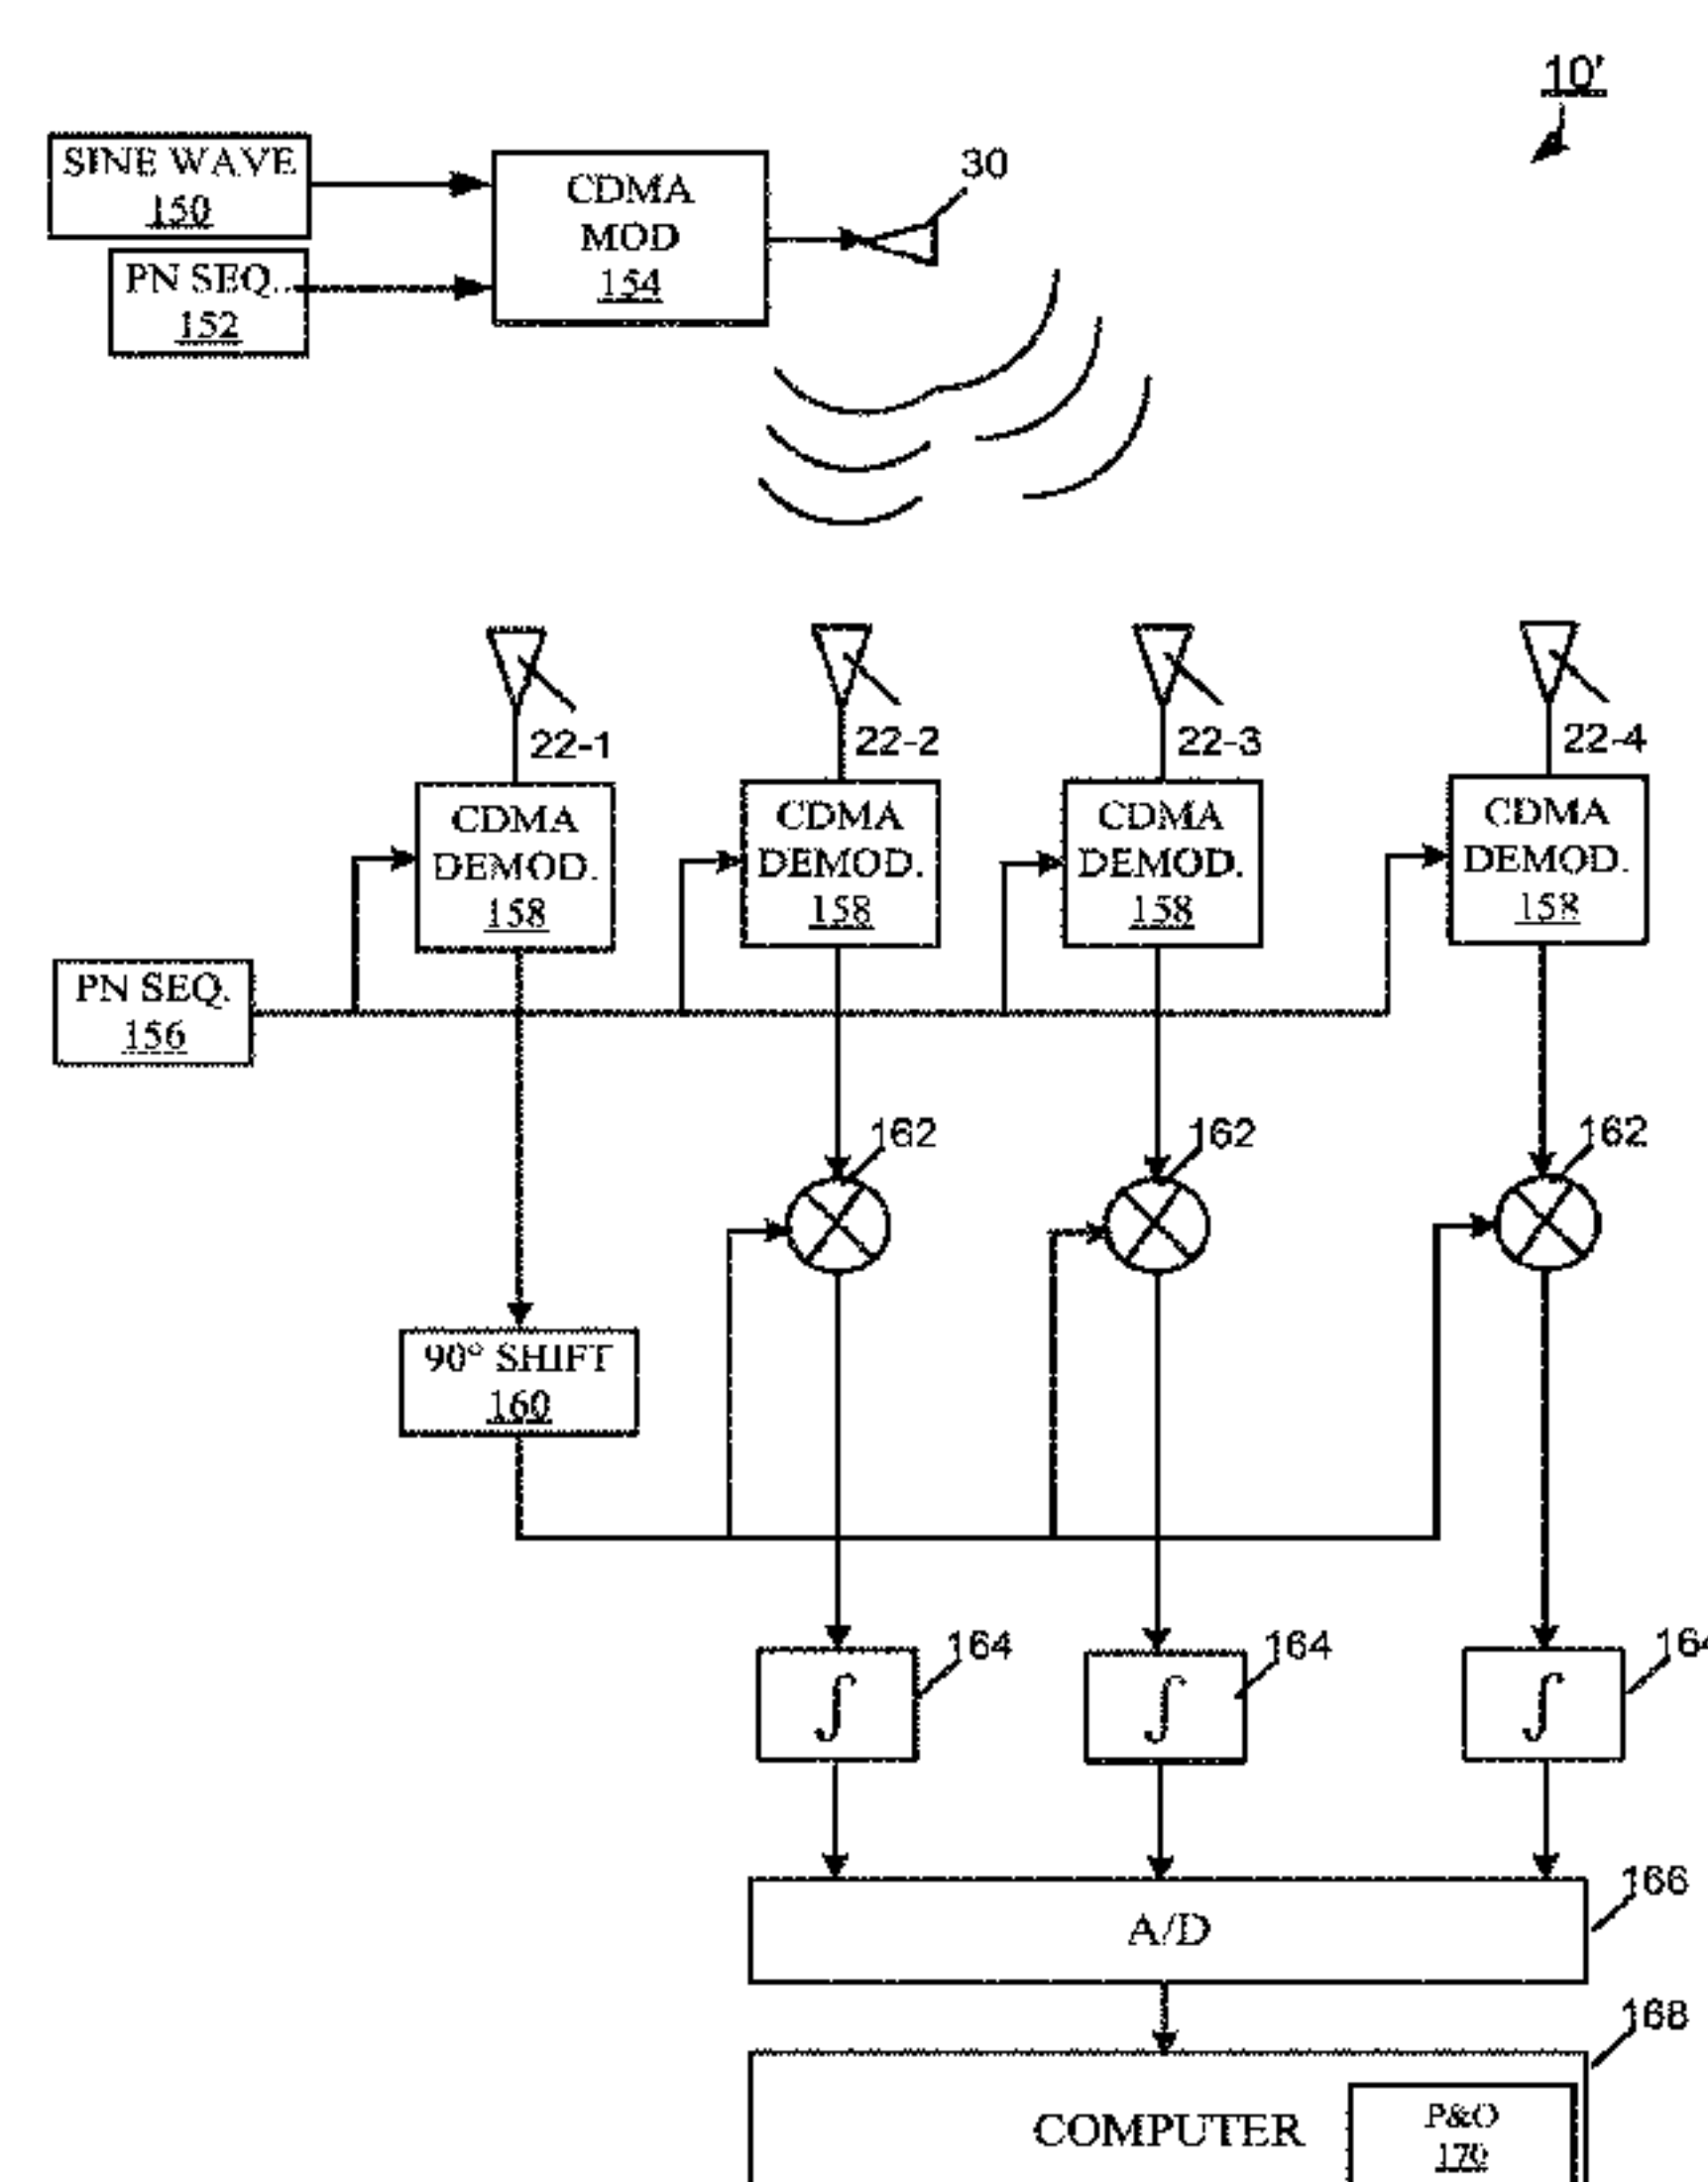 10'
SINE WAVE
150
PN SEQ.
152
CDMA
MOD
154
30
22-1
22-2
22-3
22-4
CDMA
DEMOD.
158
CDMA
DEMOD.
158
CDMA
DEMOD.
158
CDMA
DEMOD.
158
PN SEQ.
156
162
162
162
90° SHIFT
160
164
164
164
∫
∫
∫
A/D
166
168
COMPUTER
P&O
170